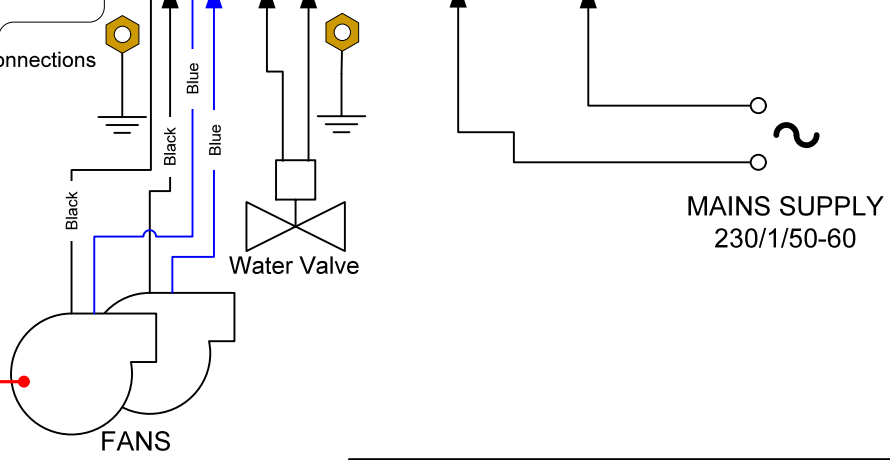 onnections
Blue
Black
Blue
Black
MAINS SUPPLY
230/1/50-60
Water Valve
FANS